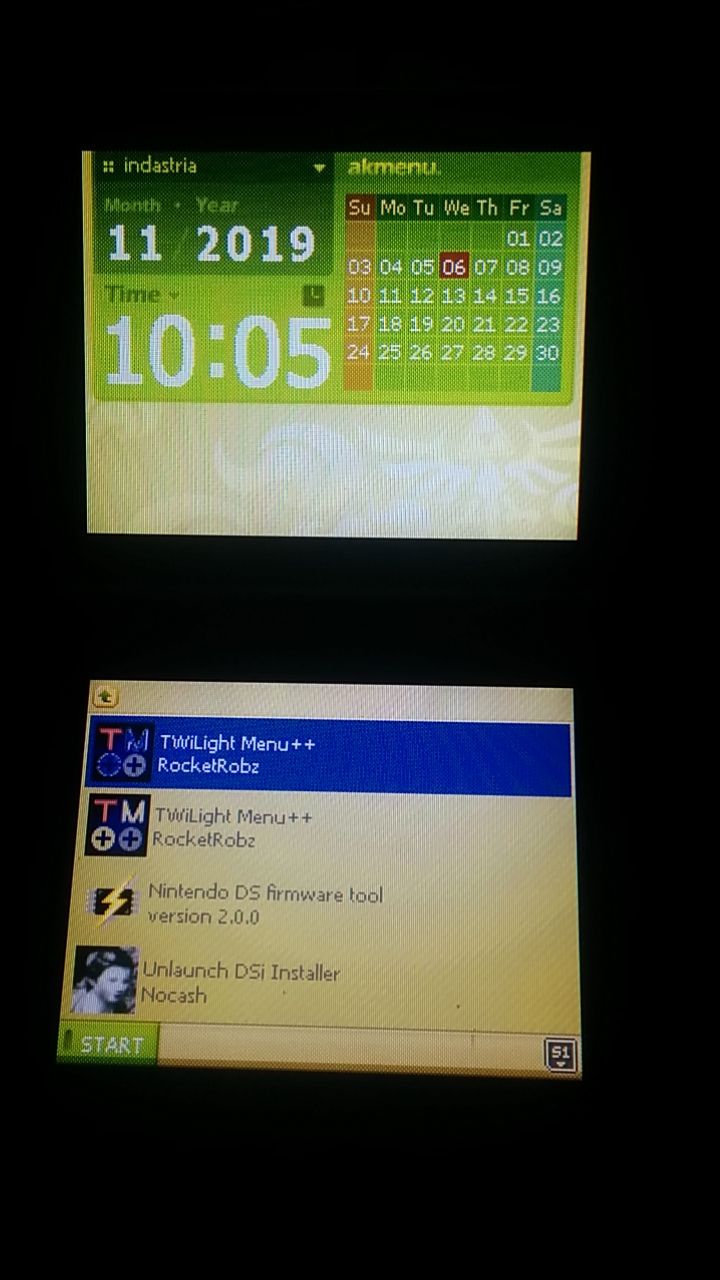 indastria
akmenu.
Month · Year
11 / 2019
Time
10:05
Su Mo Tu We Th Fr Sa
01 02
03 04 05 06 07 08 09
10 11 12 13 14 15 16
17 18 19 20 21 22 23
24 25 26 27 28 29 30
TM
TWiLight Menu++
RocketRobz
TM
TWiLight Menu++
RocketRobz
Nintendo DS firmware tool
version 2.0.0
Unlaunch DSi Installer
Nocash
START
S1